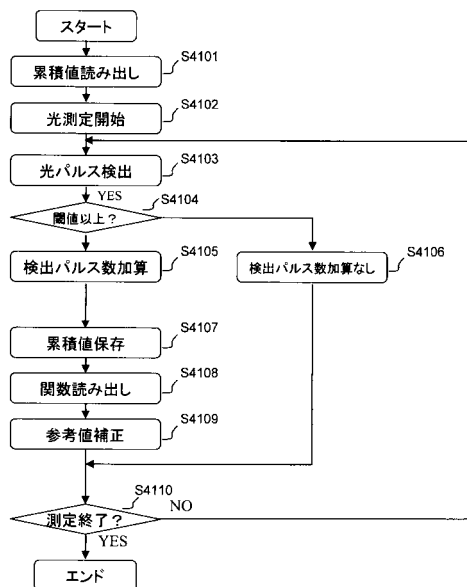 スタート
S4101
累積値読み出し
S4102
光測定開始
S4103
光パルス検出
YES
S4104
閾値以上？
S4105
検出パルス数加算
S4106
検出パルス数加算なし
S4107
累積値保存
S4108
関数読み出し
S4109
参考値補正
S4110
測定終了？
NO
YES
エンド